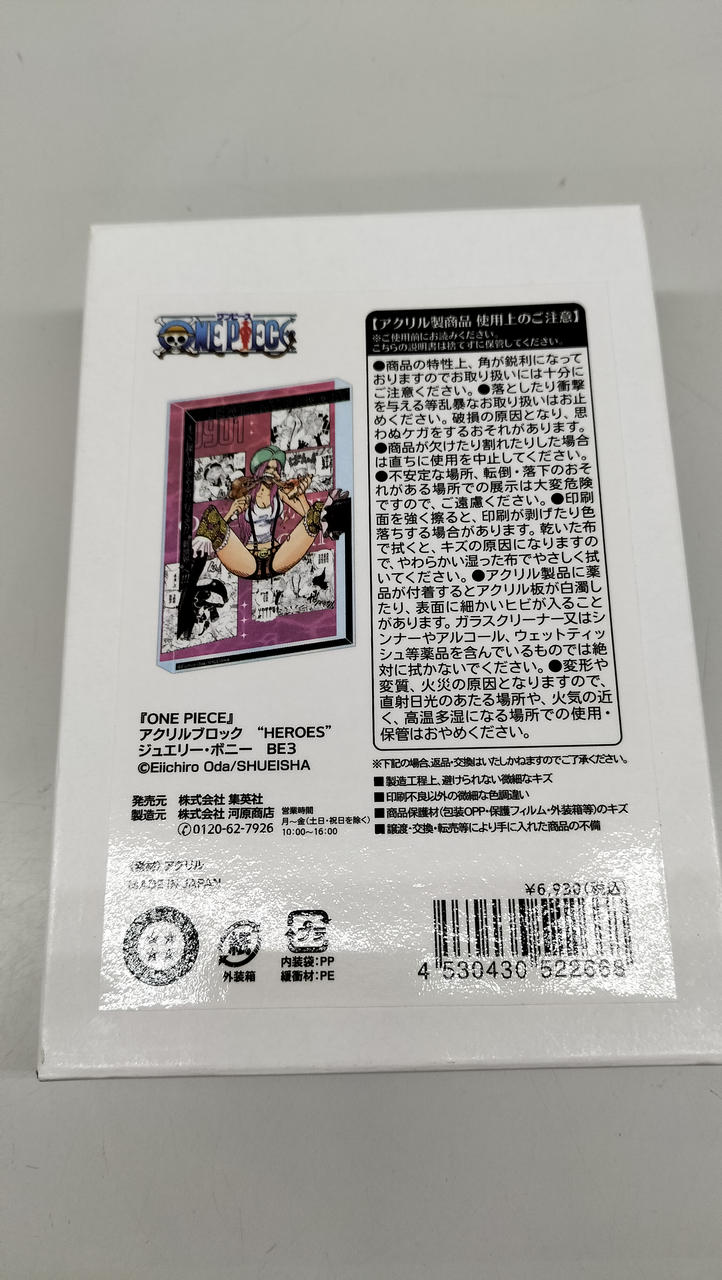 ワンピース
ONE PIECE
0901
『ONE PIECE』
アクリルブロック “HEROES”
ジュエリー・ボニー BE3
©Eiichiro Oda/SHUEISHA
発売元 株式会社 集英社
製造元 株式会社 河原商店
0120-62-7926
営業時間
月～金(土日・祝日を除く)
10:00～16:00
〈素材〉アクリル
MADE IN JAPAN
外装箱
内装袋:PP
緩衝材:PE
【アクリル製商品 使用上のご注意】
※ご使用前にお読みください。
こちらの説明書は捨てずに保管してください。
●商品の特性上、角が鋭利になって
おりますのでお取り扱いには十分に
ご注意ください。●落としたり衝撃
を与える等乱暴なお取り扱いはお止
めください。破損の原因となり、思
わぬケガをするおそれがあります。
●商品が欠けたり割れたりした場合
は直ちに使用を中止してください。
●不安定な場所、転倒・落下のおそ
れがある場所での展示は大変危険
ですので、ご遠慮ください。●印刷
面を強く擦ると、印刷が剥げたり色
落ちする場合があります。乾いた布
で拭くと、キズの原因になりますの
で、やわらかい湿った布でやさしく拭
いてください。●アクリル製品に薬
品が付着するとアクリル板が白濁し
たり、表面に細かいヒビが入ること
があります。ガラスクリーナー又はシ
ンナーやアルコール、ウェットティッ
シュ等薬品を含んでいるものでは絶
対に拭かないでください。●変形や
変質、火災の原因となりますので、
直射日光のあたる場所や、火気の近
く、高温多湿になる場所での使用・
保管はおやめください。
※下記の場合、返品・交換はいたしかねますのでご了承ください。
■製造工程上、避けられない微細なキズ
■印刷不良以外の微細な色調違い
■商品保護材(包装OPP・保護フィルム・外装箱等)のキズ
■譲渡・交換・転売等により手に入れた商品の不備
¥6,930(税込)
4 530430 522668